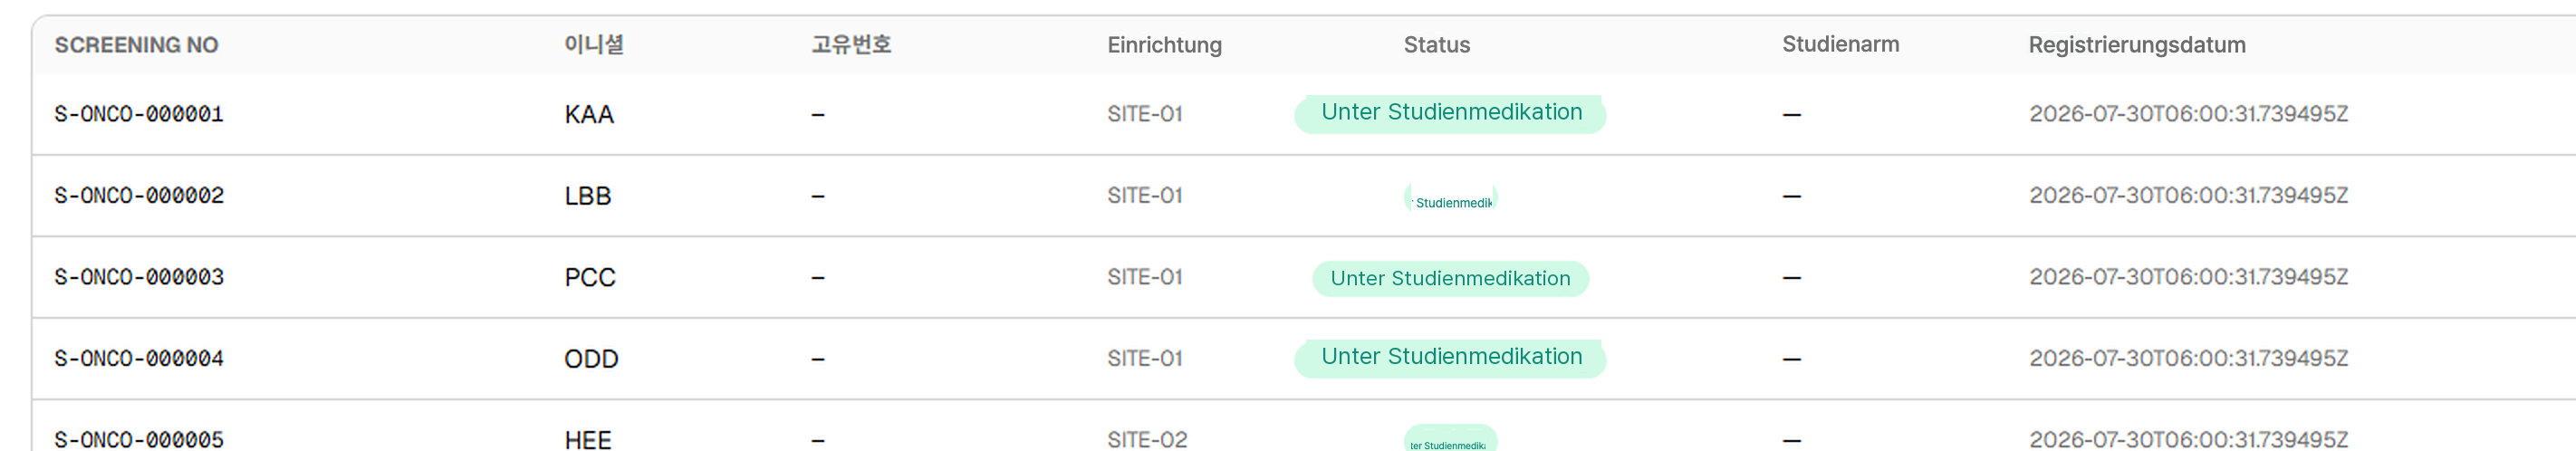 SCREENING NO 이니셜 고유번호 Einrichtung Status Studienarm Registrierungsdatum
S-ONCO-000001 KAA – SITE-01 Unter Studienmedikation — 2026-07-30T06:00:31.739495Z
S-ONCO-000002 LBB – SITE-01 Studienmedik — 2026-07-30T06:00:31.739495Z
S-ONCO-000003 PCC – SITE-01 Unter Studienmedikation — 2026-07-30T06:00:31.739495Z
S-ONCO-000004 ODD – SITE-01 Unter Studienmedikation — 2026-07-30T06:00:31.739495Z
S-ONCO-000005 HEE – SITE-02 ter Studienmedik — 2026-07-30T06:00:31.739495Z